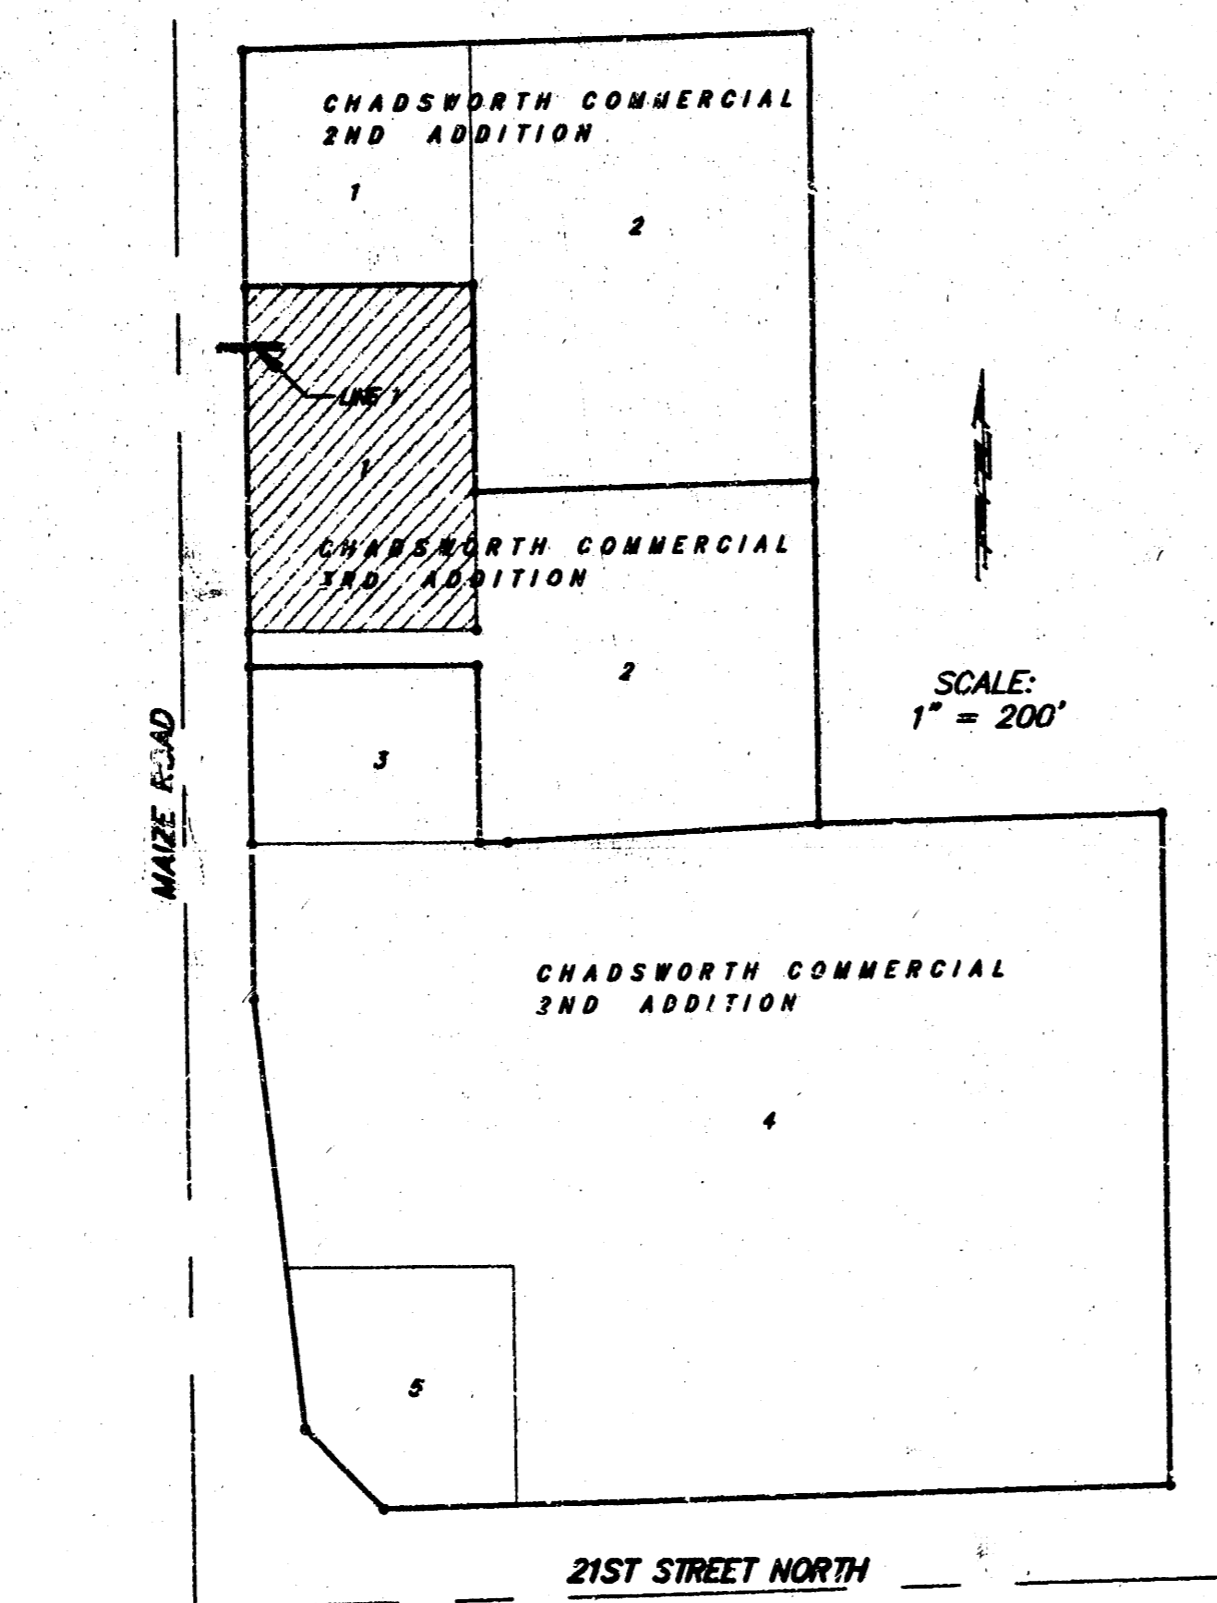 CHADSWORTH COMMERCIAL
2ND ADDITION
1
2
LINE 1
1
CHADSWORTH COMMERCIAL
3RD ADDITION
2
SCALE:
1" = 200'
3
MAIZE ROAD
CHADSWORTH COMMERCIAL
2ND ADDITION
4
5
21ST STREET NORTH